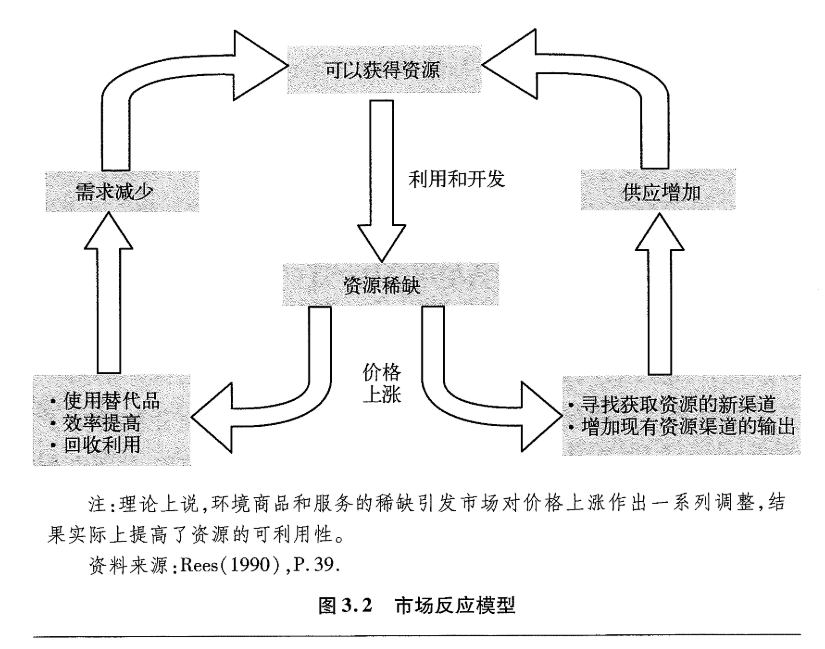 可以获得资源
需求减少
利用和开发
供应增加
资源稀缺
价格
上涨
·使用替代品
·效率提高
·回收利用
·寻找获取资源的新渠道
·增加现有资源渠道的输出
注:理论上说,环境商品和服务的稀缺引发市场对价格上涨作出一系列调整,结
果实际上提高了资源的可利用性。
资料来源:Rees(1990),P.39.
图3.2 市场反应模型